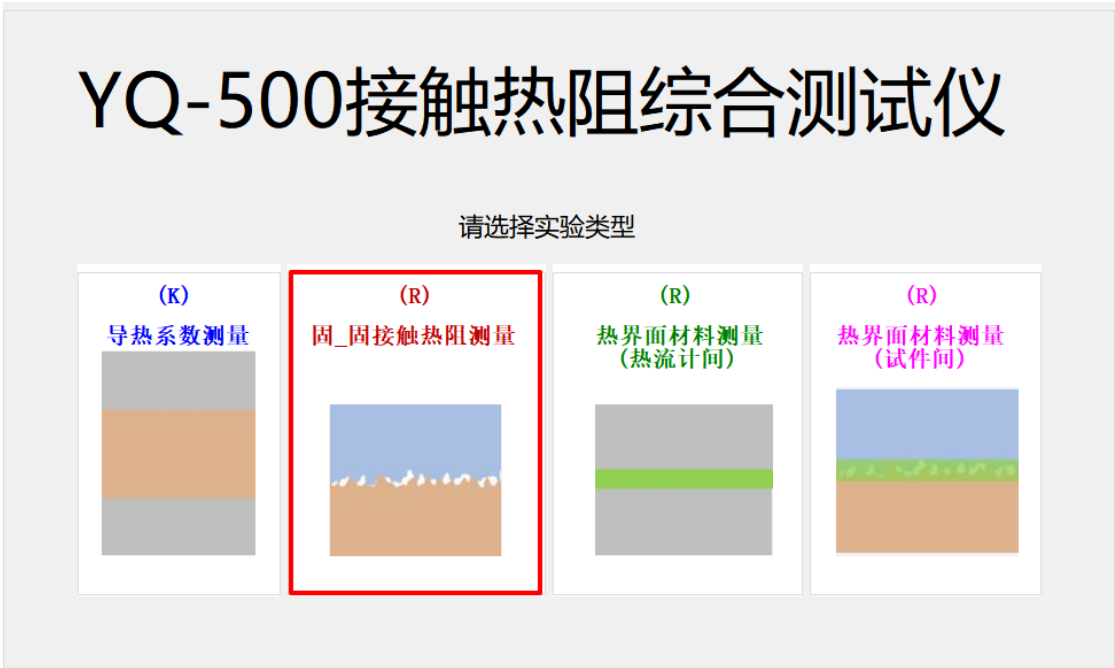 YQ-500接触热阻综合测试仪
请选择实验类型
(K)
导热系数测量
(R)
固_固接触热阻测量
(R)
热界面材料测量
(热流计间)
(R)
热界面材料测量
(试件间)